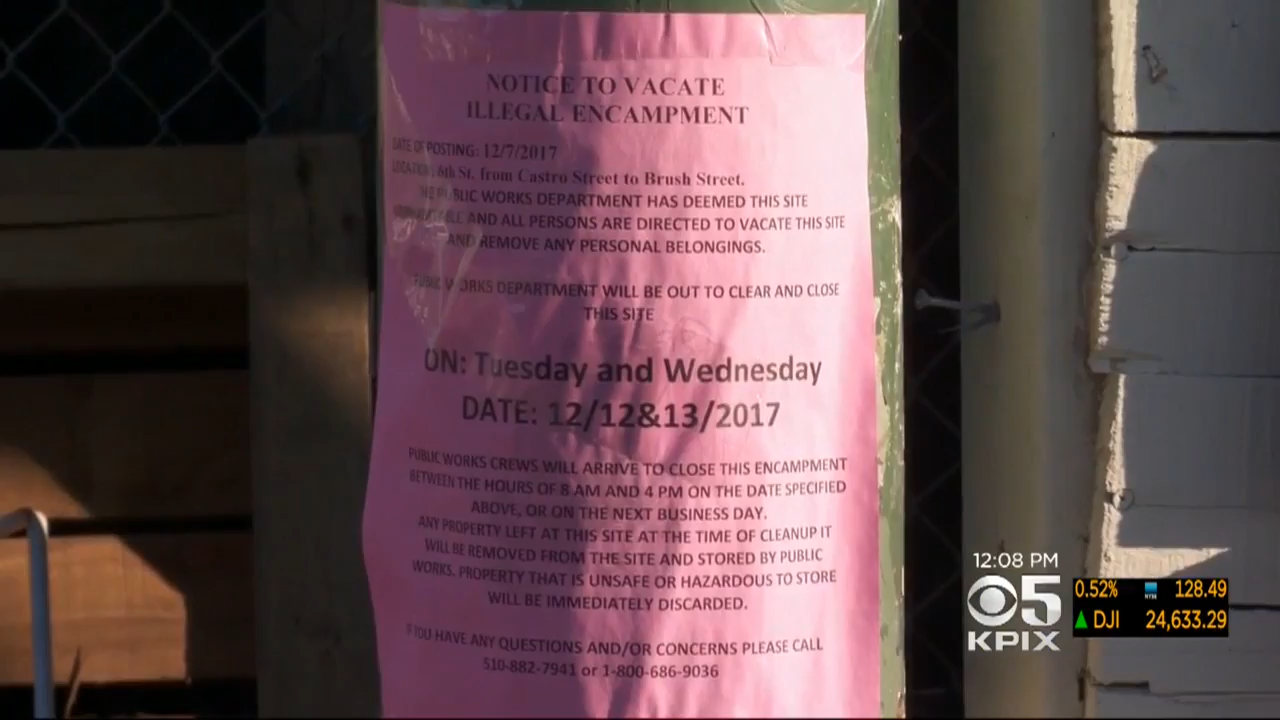 NOTICE TO VACATE
ILLEGAL ENCAMPMENT
DATE OF POSTING: 12/7/2017
LOCATION: 6th St. from Castro Street to Brush Street.
HE PUBLIC WORKS DEPARTMENT HAS DEEMED THIS SITE
AND ALL PERSONS ARE DIRECTED TO VACATE THIS SITE
AND REMOVE ANY PERSONAL BELONGINGS.
PUBLIC WORKS DEPARTMENT WILL BE OUT TO CLEAR AND CLOSE
THIS SITE
ON: Tuesday and Wednesday
DATE: 12/12&13/2017
PUBLIC WORKS CREWS WILL ARRIVE TO CLOSE THIS ENCAMPMENT
BETWEEN THE HOURS OF 8 AM AND 4 PM ON THE DATE SPECIFIED
ABOVE, OR ON THE NEXT BUSINESS DAY.
ANY PROPERTY LEFT AT THIS SITE AT THE TIME OF CLEANUP IT
WILL BE REMOVED FROM THE SITE AND STORED BY PUBLIC
WORKS. PROPERTY THAT IS UNSAFE OR HAZARDOUS TO STORE
WILL BE IMMEDIATELY DISCARDED.
IF YOU HAVE ANY QUESTIONS AND/OR CONCERNS PLEASE CALL
510-882-7941 or 1-800-686-9036
12:08 PM
5
KPIX
0.52% NYSE 128.49
DJI 24,633.29